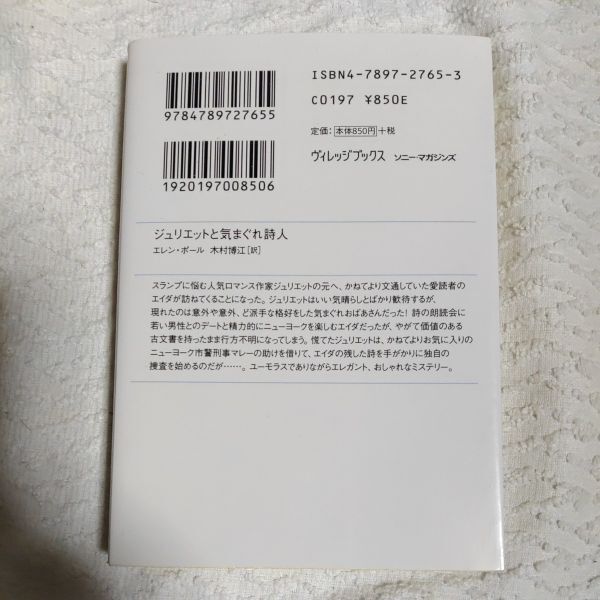 ISBN4-7897-2765-3
C0197 ¥850E
9784789727655
定価：本体850円+税
ヴィレッジブックス ソニー・マガジンズ
1920197008506
ジュリエットと気まぐれ詩人
エレン・ポール 木村博江［訳］
スランプに悩む人気ロマンス作家ジュリエットの元へ、かねてより文通していた愛読者の
エイダが訪ねてくることになった。ジュリエットはいい気晴らしとばかり歓待するが、
現れたのは意外や意外、ど派手な格好をした気まぐれおばあさんだった！ 詩の朗読会に
若い男性とのデートと精力的にニューヨークを楽しむエイダだったが、やがて価値のある
古文書を持ったまま行方不明になってしまう。慌てたジュリエットは、かねてよりお気に入りの
ニューヨーク市警刑事マレーの助けを借りて、エイダの残した詩を手がかりに独自の
捜査を始めるのだが……。ユーモラスでありながらエレガント、おしゃれなミステリー。